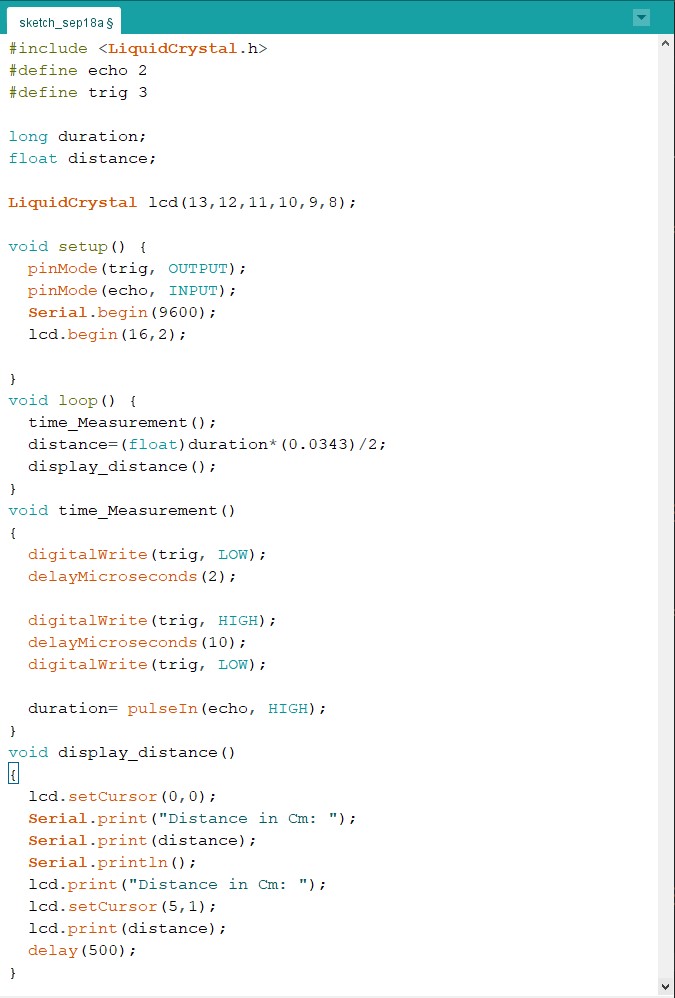 sketch_sep18a §
#include <LiquidCrystal.h>
#define echo 2
#define trig 3
long duration;
float distance;
LiquidCrystal lcd(13,12,11,10,9,8);
void setup() {
pinMode(trig, OUTPUT);
pinMode(echo, INPUT);
Serial.begin(9600);
lcd.begin(16,2);
}
void loop() {
time_Measurement();
distance=(float)duration*(0.0343)/2;
display_distance();
}
void time_Measurement()
{
digitalWrite(trig, LOW);
delayMicroseconds(2);
digitalWrite(trig, HIGH);
delayMicroseconds(10);
digitalWrite(trig, LOW);
duration= pulseIn(echo, HIGH);
}
void display_distance()
{
lcd.setCursor(0,0);
Serial.print("Distance in Cm: ");
Serial.print(distance);
Serial.println();
lcd.print("Distance in Cm: ");
lcd.setCursor(5,1);
lcd.print(distance);
delay(500);
}